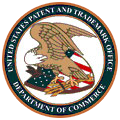 UNITED STATES PATENT AND TRADEMARK OFFICE
DEPARTMENT OF COMMERCE